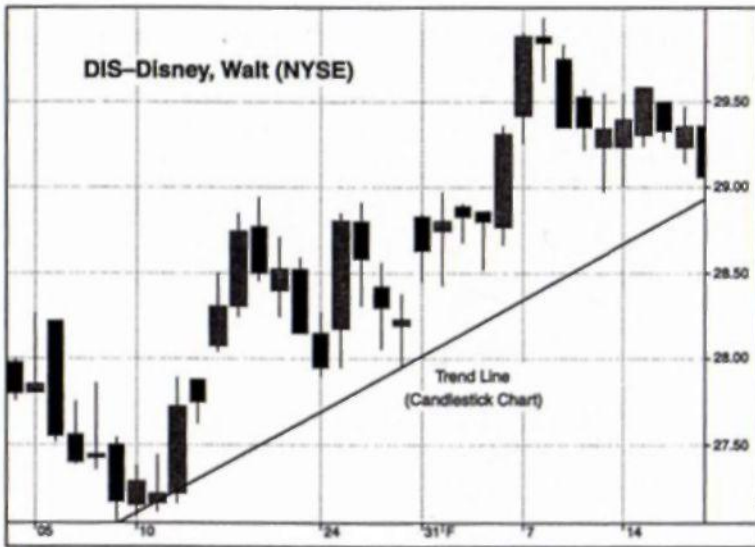 DIS–Disney, Walt (NYSE)
29.50
29.00
28.50
28.00
Trend Line
(Candlestick Chart)
27.50
'05 '10 '24 '31'F '7 '14